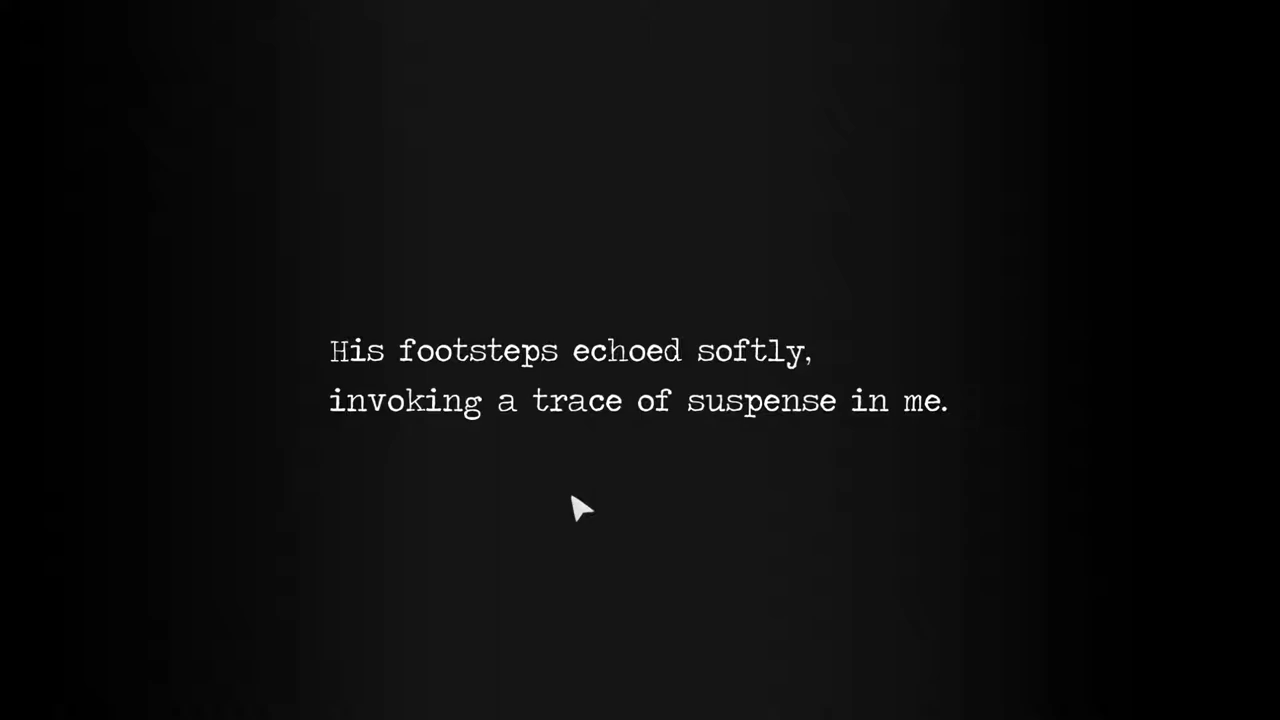 His footsteps echoed softly,
invoking a trace of suspense in me.